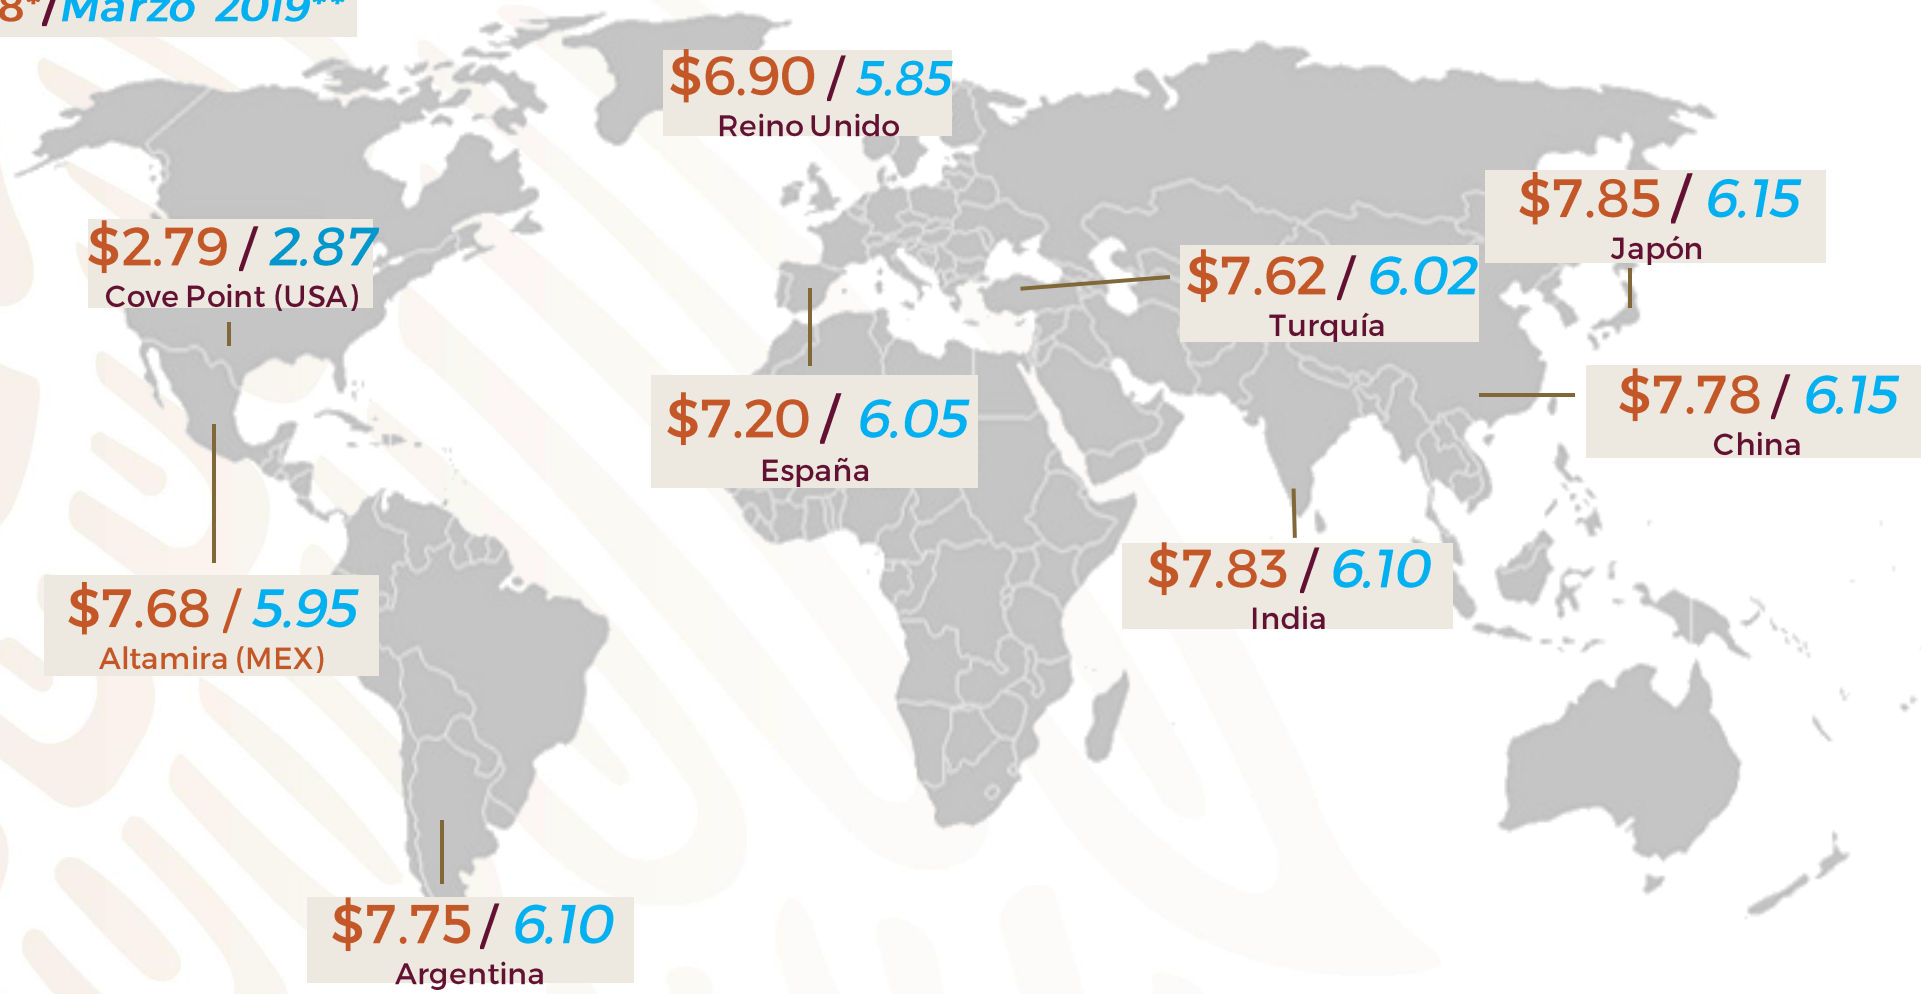 8*/Marzo 2019**
$6.90 / 5.85
Reino Unido
$7.85 / 6.15
Japón
$2.79 / 2.87
Cove Point (USA)
$7.62 / 6.02
Turquía
$7.20 / 6.05
España
$7.78 / 6.15
China
$7.83 / 6.10
India
$7.68 / 5.95
Altamira (MEX)
$7.75 / 6.10
Argentina